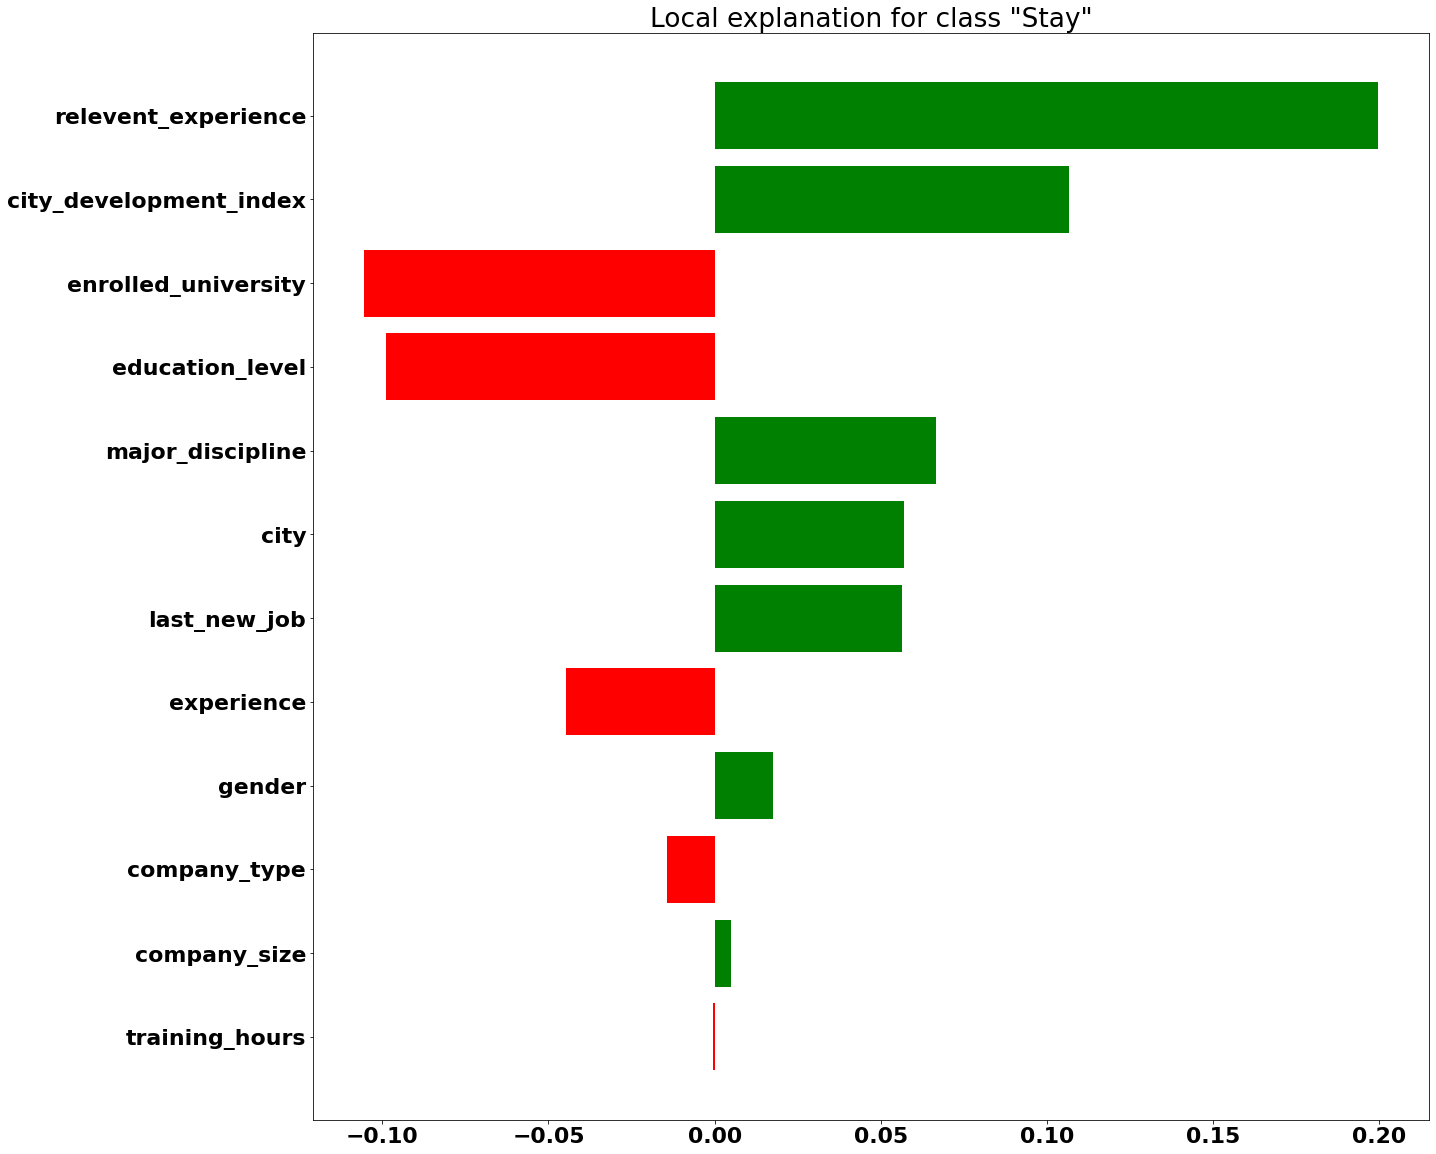 Local explanation for class "Stay"
relevent_experience
city_development_index
enrolled_university
education_level
major_discipline
city
last_new_job
experience
gender
company_type
company_size
training_hours
−0.10 −0.05 0.00 0.05 0.10 0.15 0.20